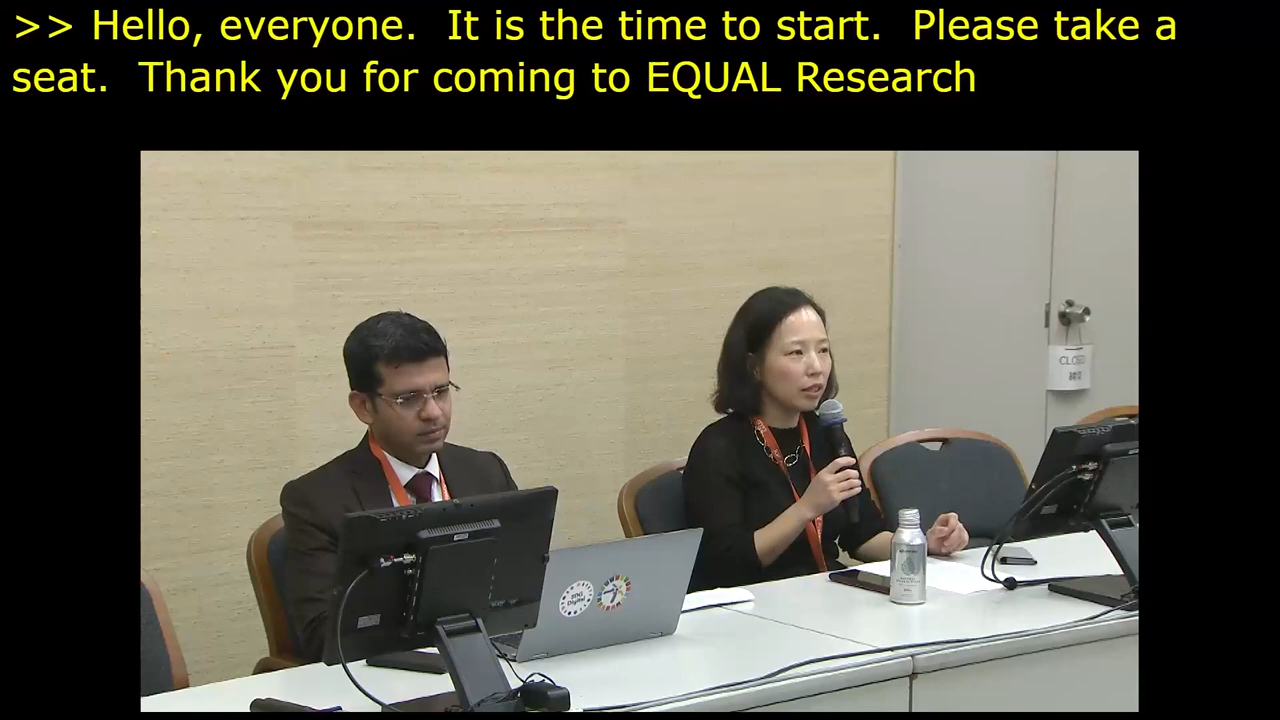 >> Hello, everyone.  It is the time to start.  Please take a
seat.  Thank you for coming to EQUAL Research
CLOSED